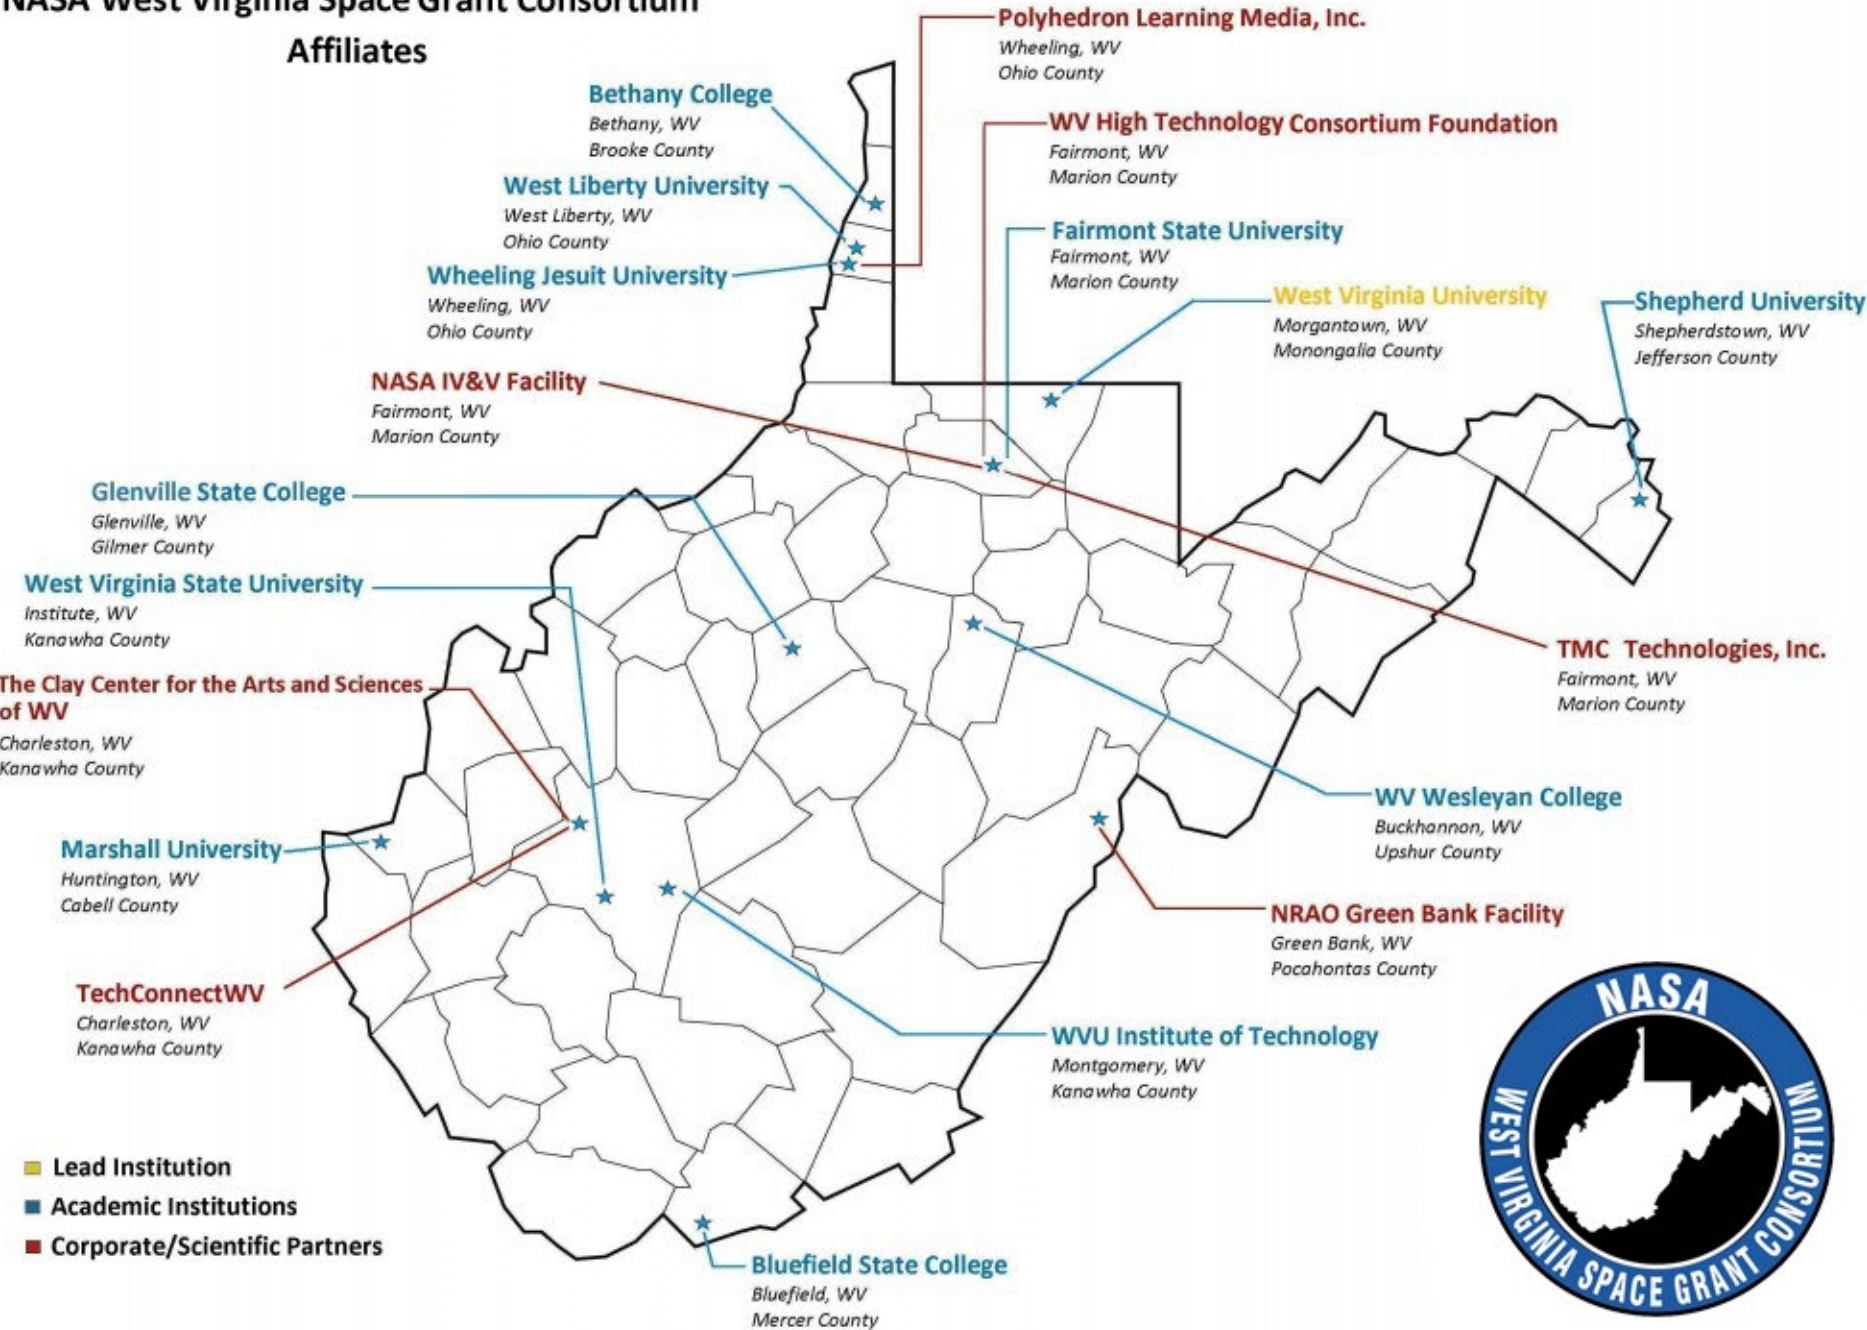 NASA West Virginia Space Grant Consortium
Affiliates
Polyhedron Learning Media, Inc.
Wheeling, WV
Ohio County
Bethany College
Bethany, WV
Brooke County
WV High Technology Consortium Foundation
Fairmont, WV
Marion County
West Liberty University
West Liberty, WV
Ohio County
Fairmont State University
Fairmont, WV
Marion County
Wheeling Jesuit University
Wheeling, WV
Ohio County
West Virginia University
Morgantown, WV
Monongalia County
Shepherd University
Shepherdstown, WV
Jefferson County
NASA IV&V Facility
Fairmont, WV
Marion County
Glenville State College
Glenville, WV
Gilmer County
West Virginia State University
Institute, WV
Kanawha County
TMC Technologies, Inc.
Fairmont, WV
Marion County
The Clay Center for the Arts and Sciences
of WV
Charleston, WV
Kanawha County
WV Wesleyan College
Buckhannon, WV
Upshur County
Marshall University
Huntington, WV
Cabell County
NRAO Green Bank Facility
Green Bank, WV
Pocahontas County
TechConnectWV
Charleston, WV
Kanawha County
WVU Institute of Technology
Montgomery, WV
Kanawha County
Lead Institution
Academic Institutions
Corporate/Scientific Partners
Bluefield State College
Bluefield, WV
Mercer County
NASA
WEST VIRGINIA SPACE GRANT CONSORTIUM